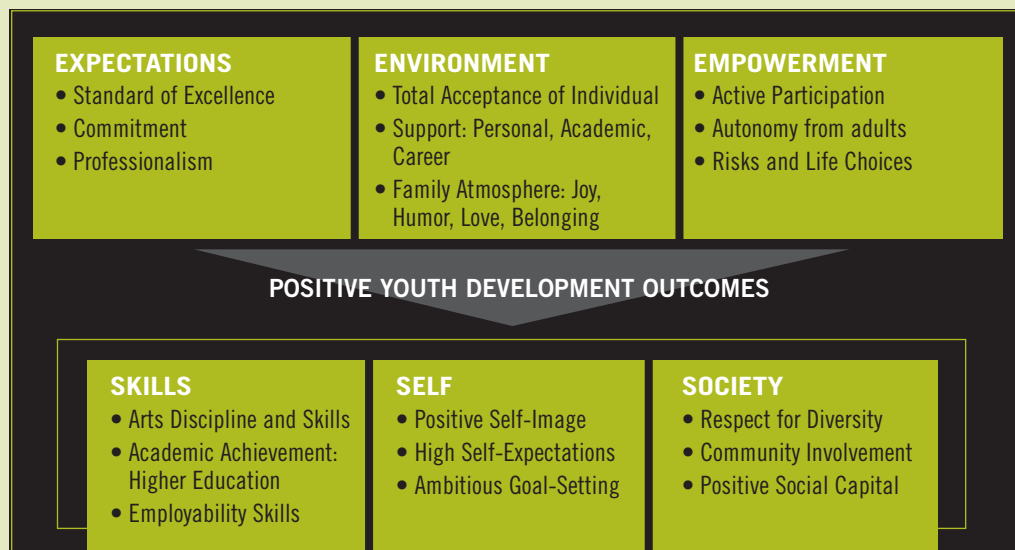 EXPECTATIONS
• Standard of Excellence
• Commitment
• Professionalism
ENVIRONMENT
• Total Acceptance of Individual
• Support: Personal, Academic,
Career
• Family Atmosphere: Joy,
Humor, Love, Belonging
EMPOWERMENT
• Active Participation
• Autonomy from adults
• Risks and Life Choices
POSITIVE YOUTH DEVELOPMENT OUTCOMES
SKILLS
• Arts Discipline and Skills
• Academic Achievement:
Higher Education
• Employability Skills
SELF
• Positive Self-Image
• High Self-Expectations
• Ambitious Goal-Setting
SOCIETY
• Respect for Diversity
• Community Involvement
• Positive Social Capital